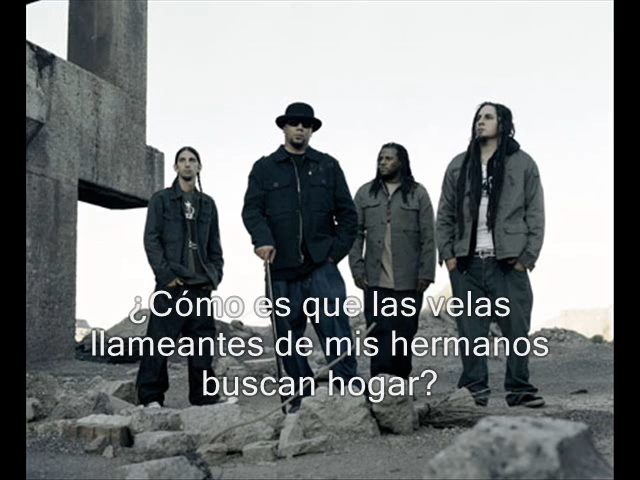 ¿Cómo es que las velas
llameantes de mis hermanos
buscan hogar?